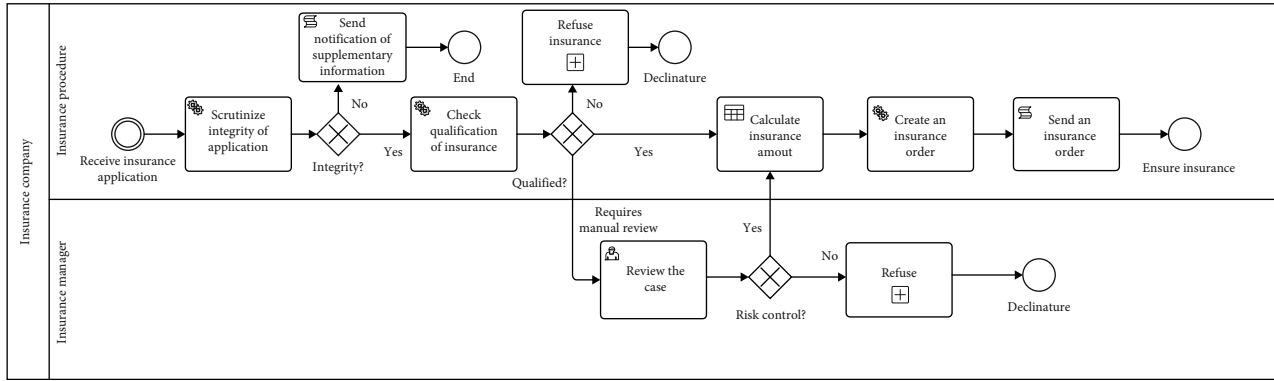 Insurance company
Insurance procedure
Receive insurance
application
Scrutinize
integrity of
application
Send
notification of
supplementary
information
End
No
Integrity?
Yes
Check
qualification
of insurance
Refuse
insurance
Declinature
No
Qualified?
Yes
Calculate
insurance
amout
Create an
insurance
order
Send an
insurance
order
Ensure insurance
Insurance manager
Requires
manual review
Review the
case
Yes
Risk control?
No
Refuse
Declinature